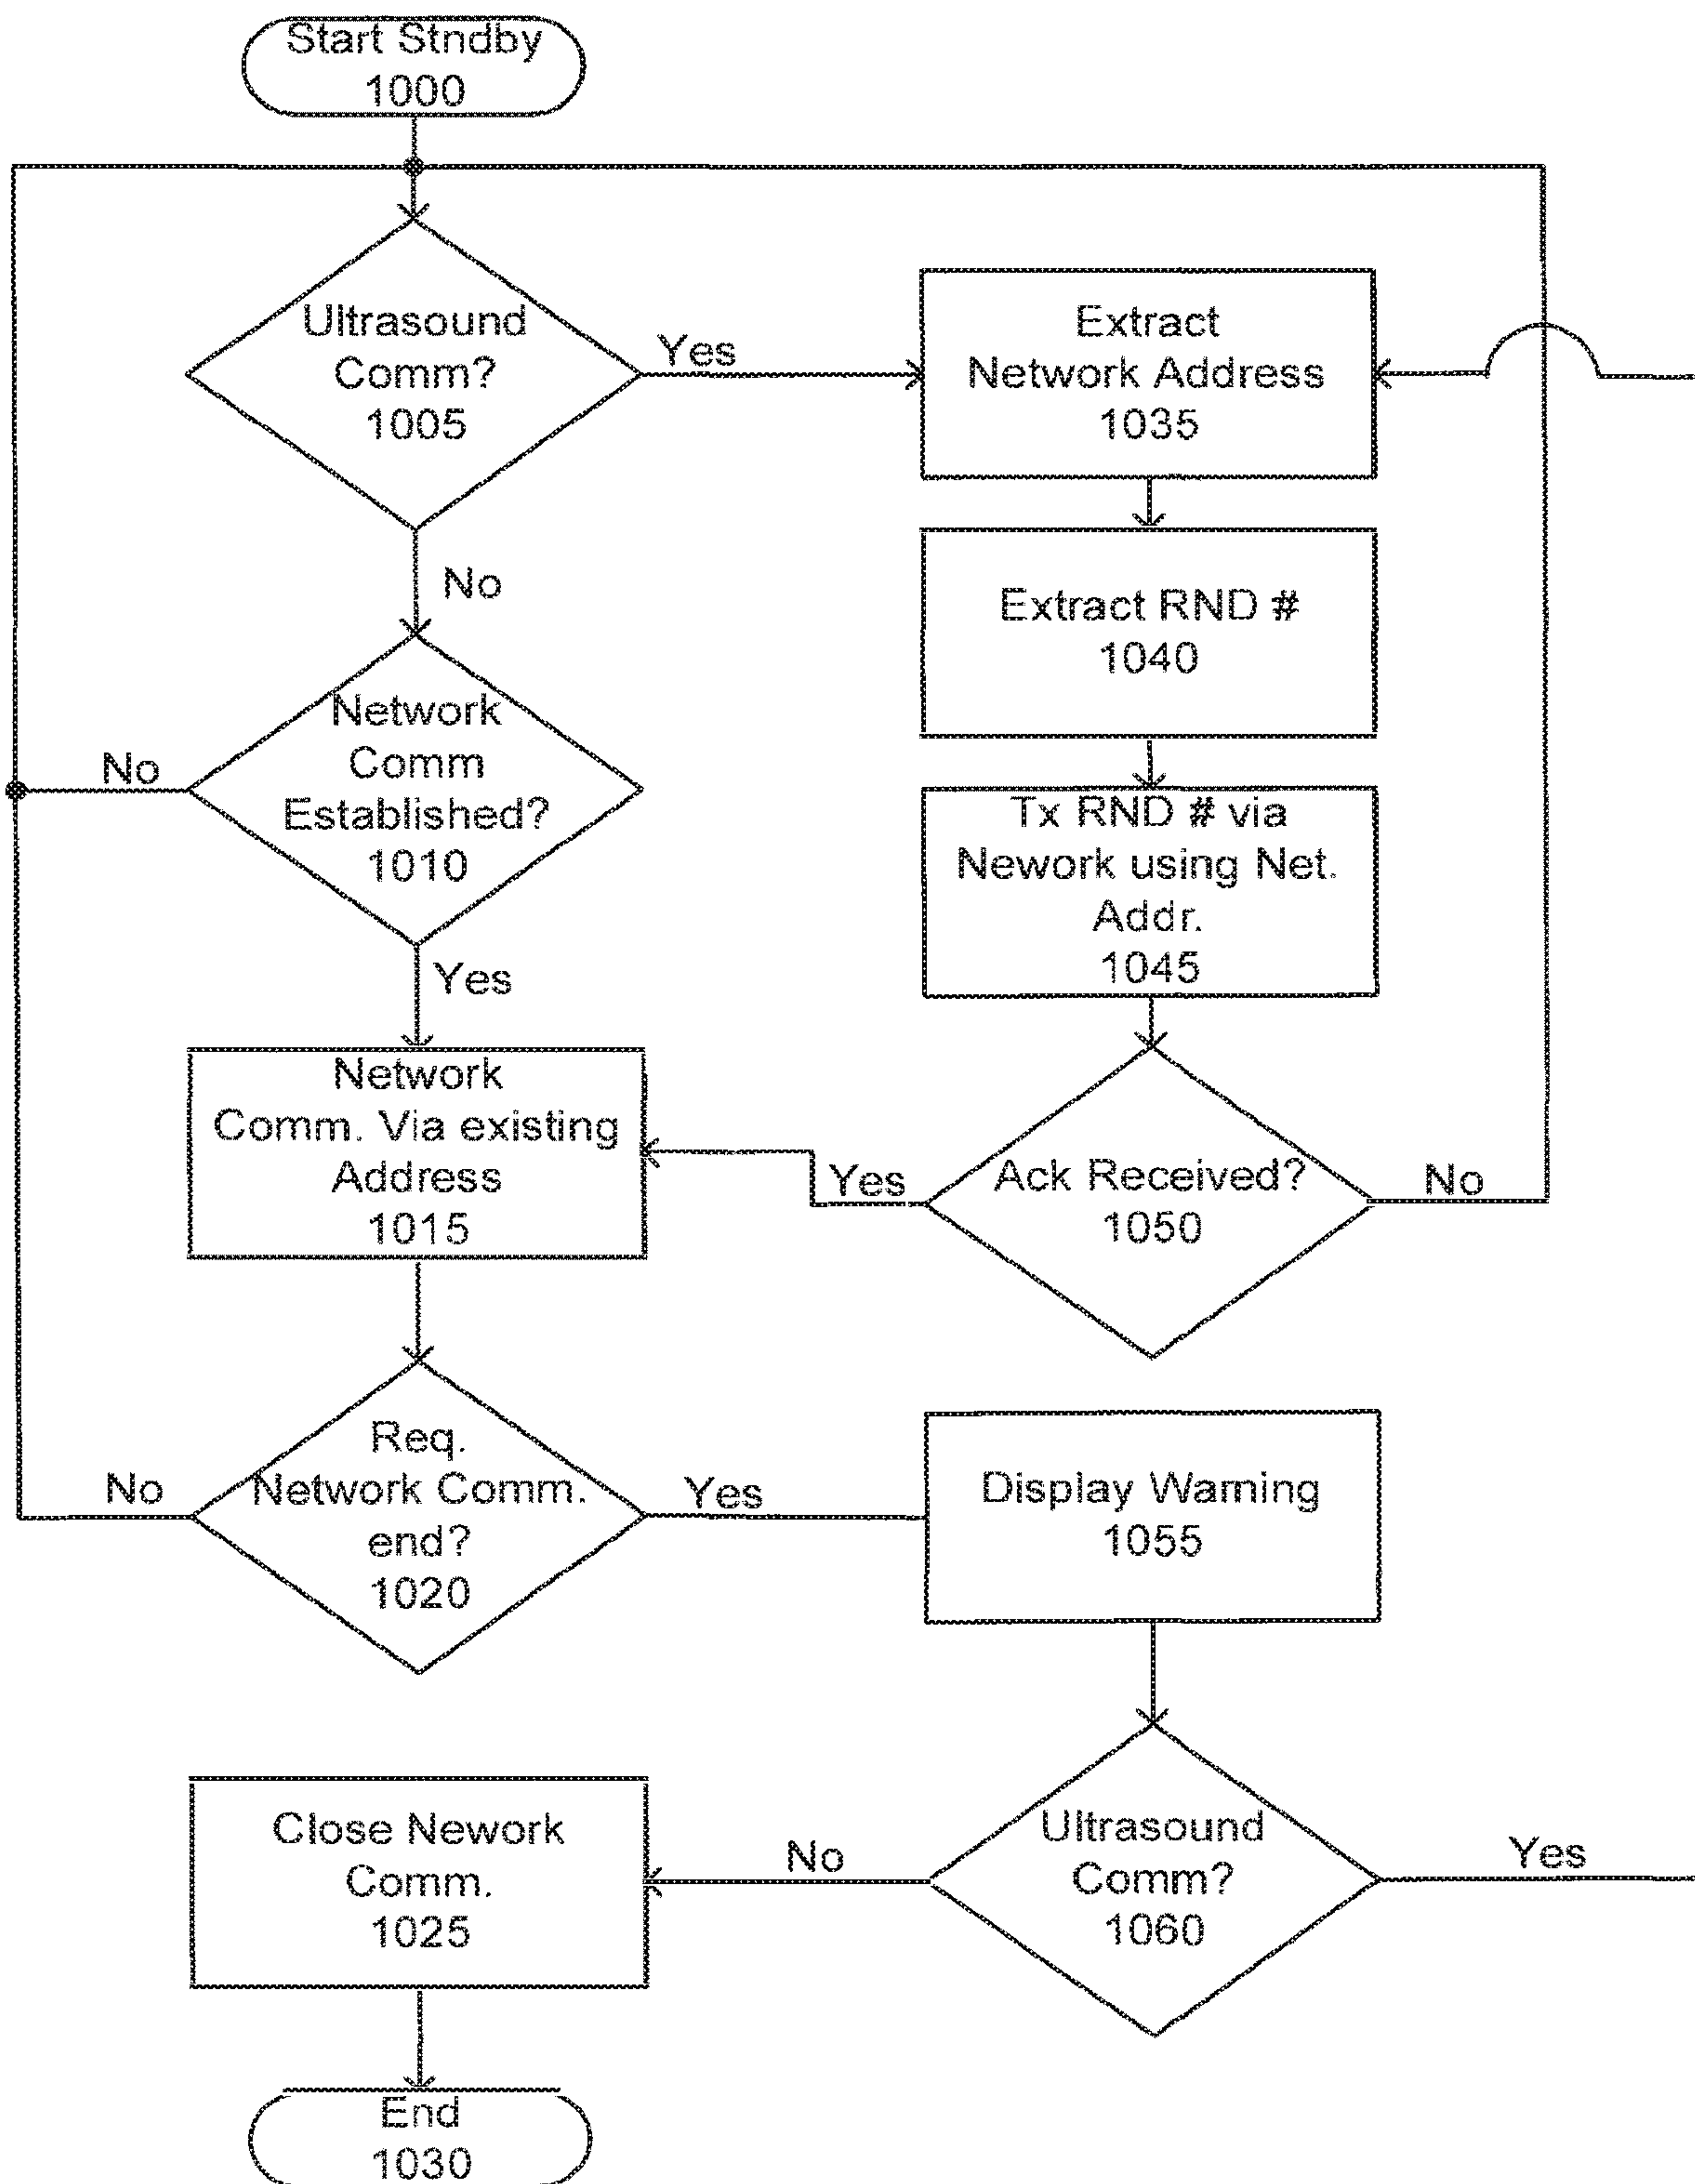 Start Stndby
1000
Ultrasound
Comm?
1005
Yes
No
Extract
Network Address
1035
Extract RND #
1040
Network
Comm
Established?
1010
No
Yes
Tx RND # via
Nework using Net.
Addr.
1045
Network
Comm. Via existing
Address
1015
Ack Received?
1050
Yes
No
Req.
Network Comm.
end?
1020
No
Yes
Display Warning
1055
Ultrasound
Comm?
1060
No
Yes
Close Nework
Comm.
1025
End
1030